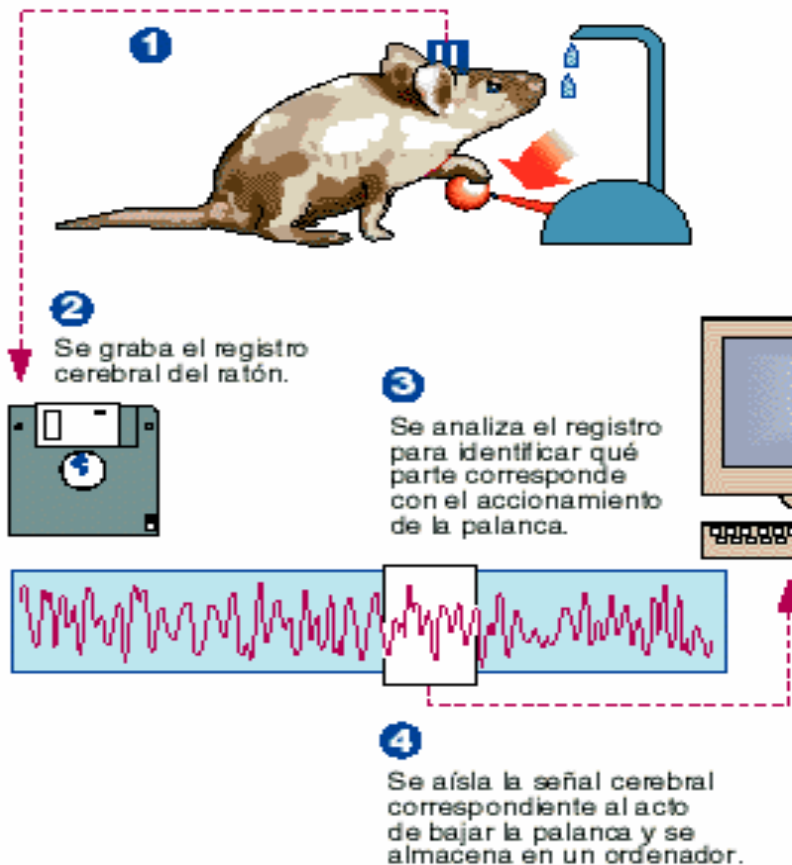 1
2
Se graba el registro
cerebral del ratón.
3
Se analiza el registro
para identificar qué
parte corresponde
con el accionamiento
de la palanca.
4
Se aísla la señal cerebral
correspondiente al acto
de bajar la palanca y se
almacena en un ordenador.